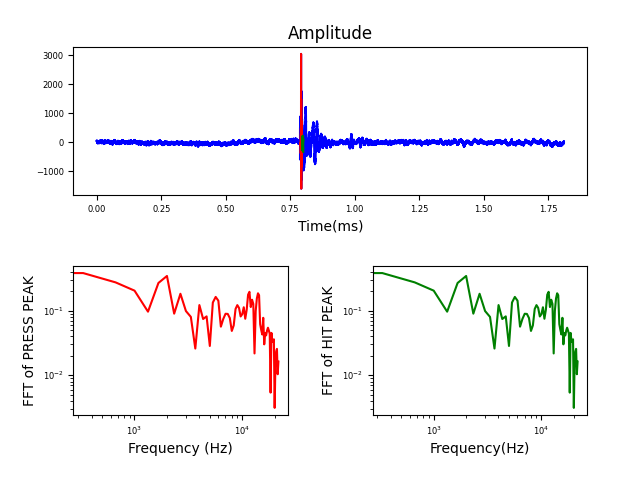 Amplitude
3000
2000
1000
0
−1000
0.00 0.25 0.50 0.75 1.00 1.25 1.50 1.75
Time(ms)
FFT of PRESS PEAK
10⁻¹
10⁻²
10³ 10⁴
Frequency (Hz)
FFT of HIT PEAK
10⁻¹
10⁻²
10³ 10⁴
Frequency(Hz)